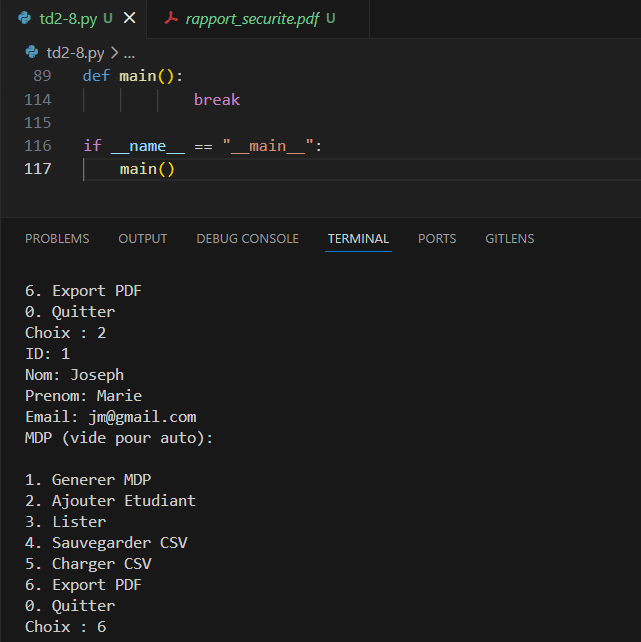 td2-8.py U rapport_securite.pdf U
td2-8.py > ...
89 def main():
114 break
115
116 if __name__ == "__main__":
117 main()
PROBLEMS OUTPUT DEBUG CONSOLE TERMINAL PORTS GITLENS
6. Export PDF
0. Quitter
Choix : 2
ID: 1
Nom: Joseph
Prenom: Marie
Email: jm@gmail.com
MDP (vide pour auto):
1. Generer MDP
2. Ajouter Etudiant
3. Lister
4. Sauvegarder CSV
5. Charger CSV
6. Export PDF
0. Quitter
Choix : 6